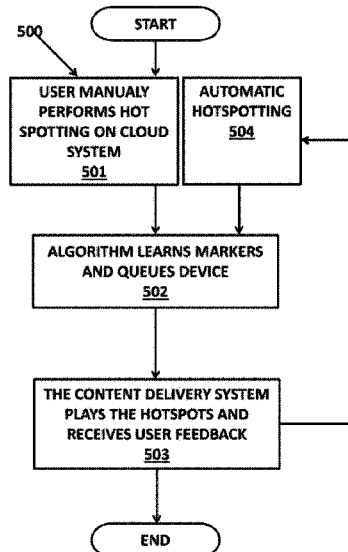 500
START
USER MANUALY
PERFORMS HOT
SPOTTING ON CLOUD
SYSTEM
501
AUTOMATIC
HOTSPOTTING
504
ALGORITHM LEARNS MARKERS
AND QUEUES DEVICE
502
THE CONTENT DELIVERY SYSTEM
PLAYS THE HOTSPOTS AND
RECEIVES USER FEEDBACK
503
END